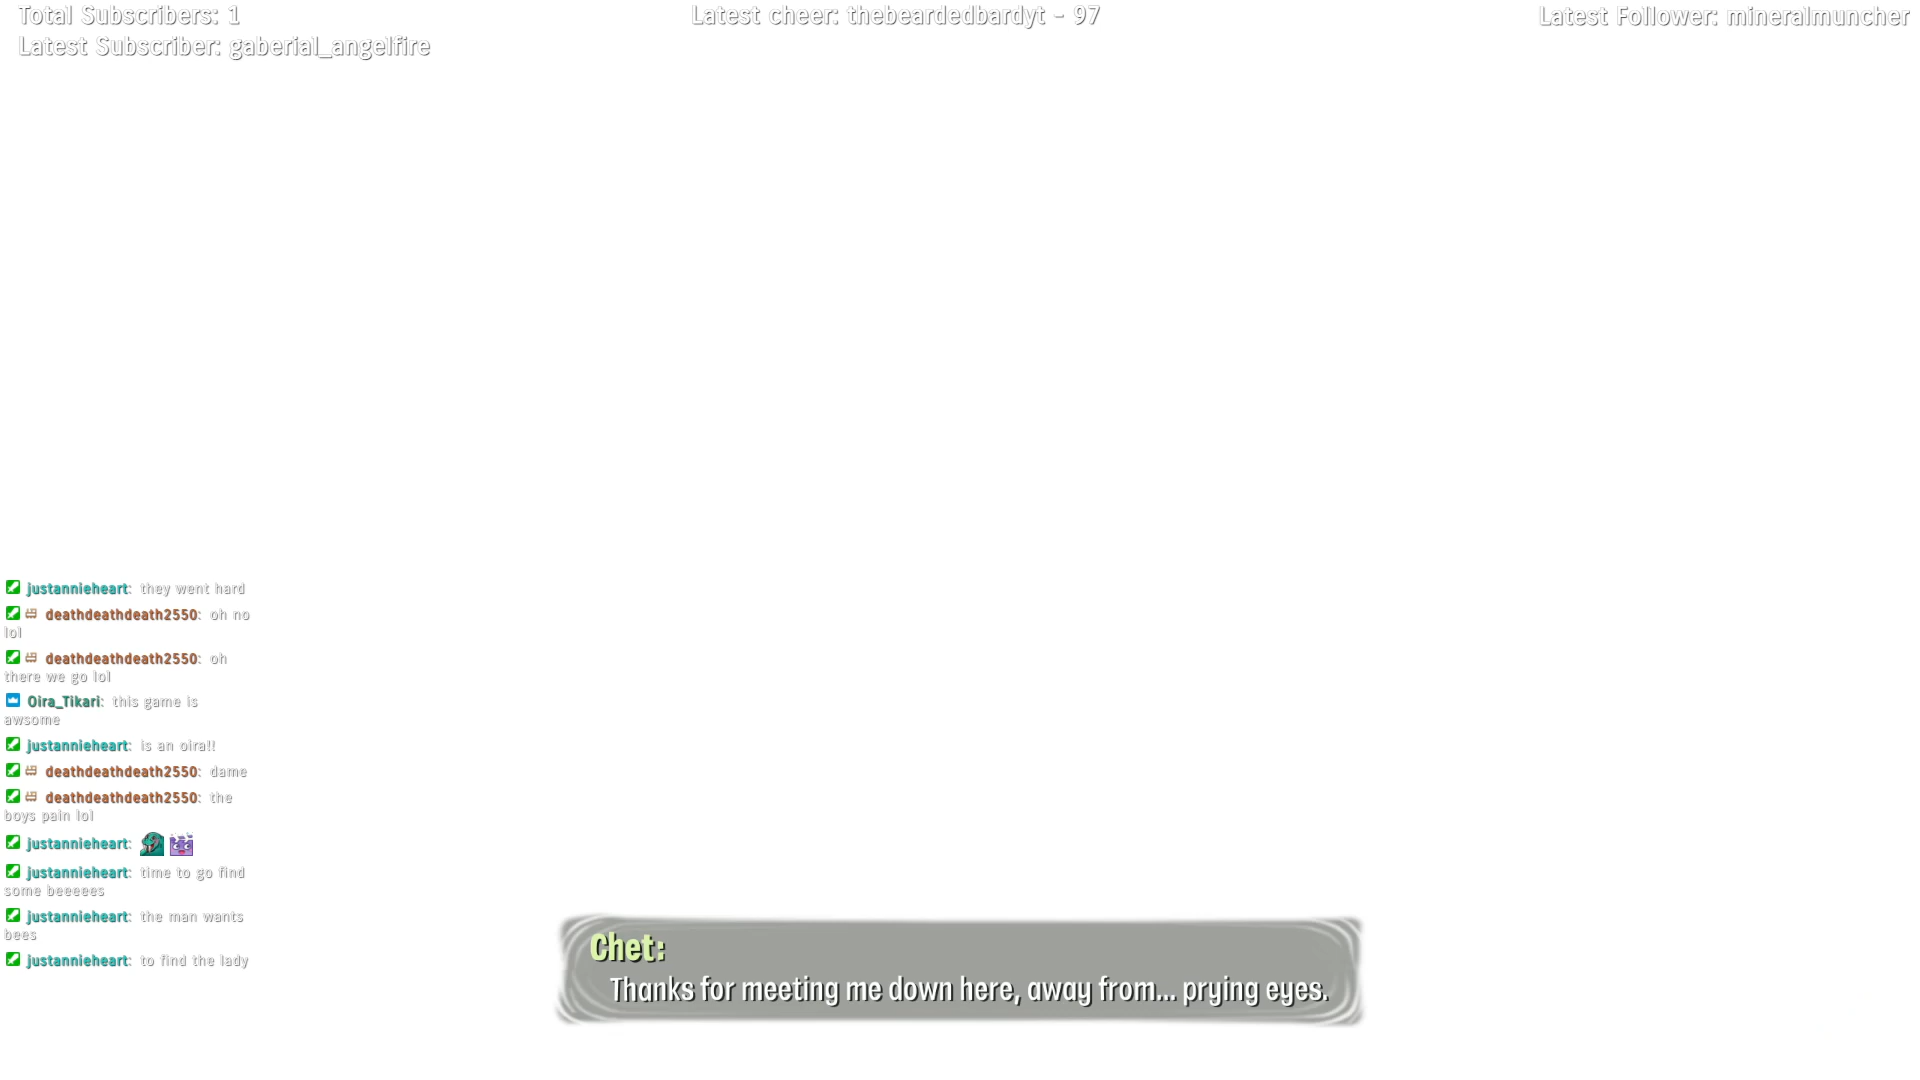 Total Subscribers: 1
Latest Subscriber: gaberial_angelfire
Latest cheer: thebeardedbardyt - 97
Latest Follower: mineralmuncher
justannieheart: they went hard
deathdeathdeath2550: oh no
lol
deathdeathdeath2550: oh
there we go lol
Oira_Tikari: this game is
awsome
justannieheart: is an oira!!
deathdeathdeath2550: dame
deathdeathdeath2550: the
boys pain lol
justannieheart:
justannieheart: time to go find
some beeeees
justannieheart: the man wants
bees
justannieheart: to find the lady
Chet:
Thanks for meeting me down here, away from... prying eyes.